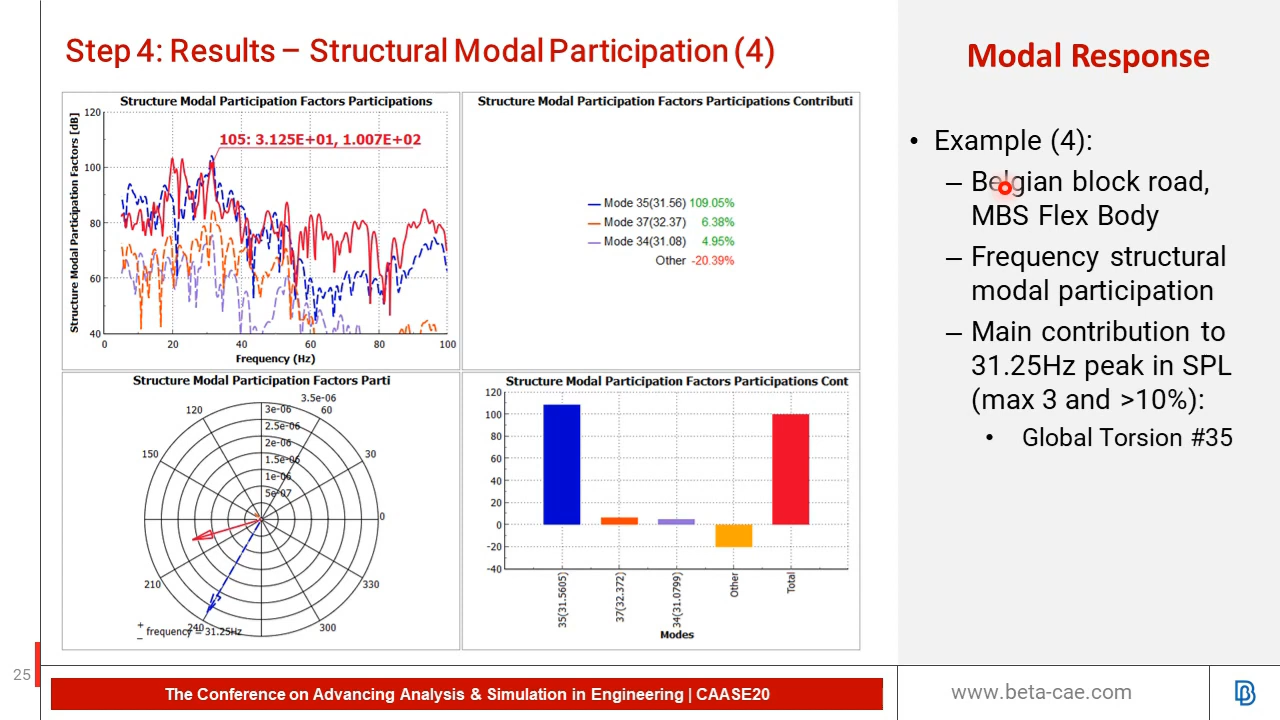 Step 4: Results – Structural Modal Participation (4)
Modal Response
Structure Modal Participation Factors Participations
Structure Modal Participation Factors [dB]
120
100
80
60
40
105: 3.125E+01, 1.007E+02
0 20 40 60 80 100
Frequency (Hz)
Structure Modal Participation Factors Participations Contributi
Mode 35(31.56) 109.05%
Mode 37(32.37) 6.38%
Mode 34(31.08) 4.95%
Other -20.39%
Structure Modal Participation Factors Parti
3.5e-06
3e-06
2.5e-06
2e-06
1.5e-06
1e-06
5e-07
0
30
60
120
150
210
240
300
330
+
– frequency = 31.25Hz
Structure Modal Participation Factors Participations Cont
120
100
80
60
40
20
0
-20
-40
35(31.5605)
37(32.372)
34(31.0799)
Other
Total
Modes
• Example (4):
– Belgian block road,
MBS Flex Body
– Frequency structural
modal participation
– Main contribution to
31.25Hz peak in SPL
(max 3 and >10%):
• Global Torsion #35
25
The Conference on Advancing Analysis & Simulation in Engineering | CAASE20
www.beta-cae.com